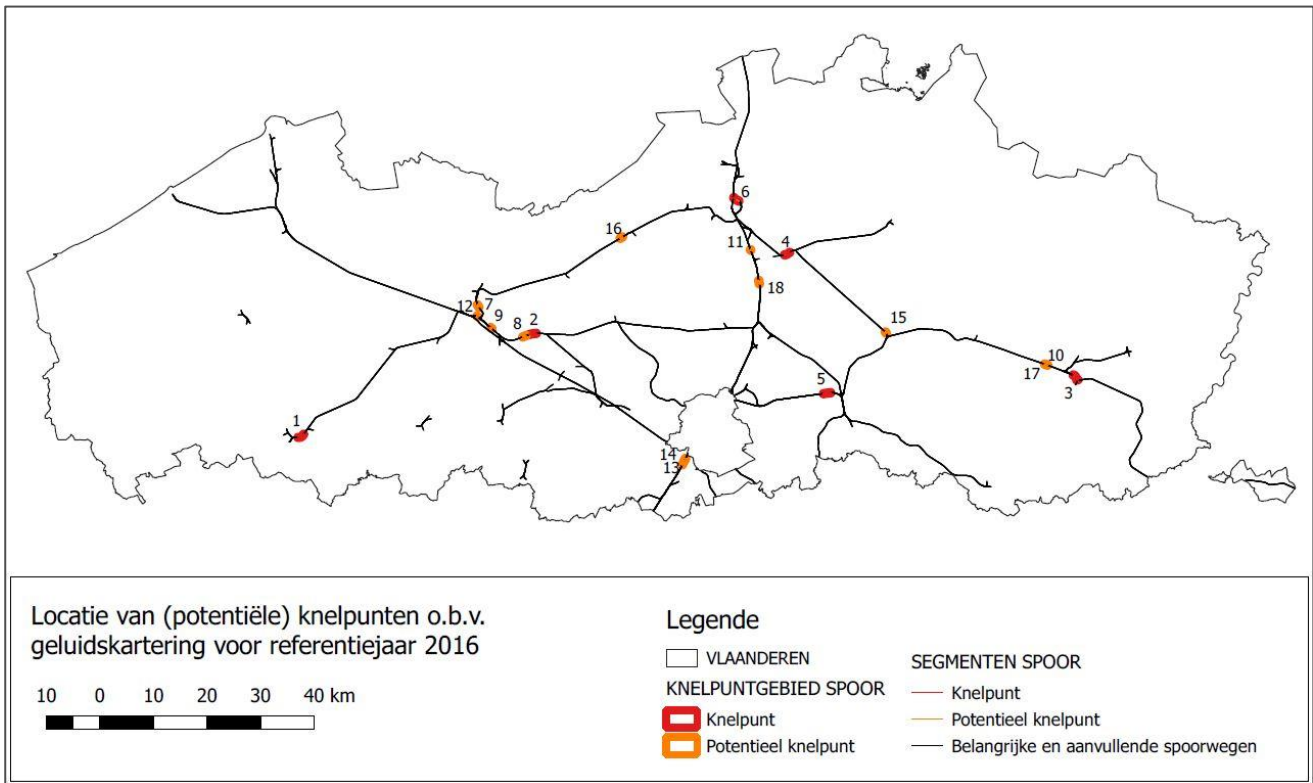 6
16
11
4
18
7
12
9
8
2
15
10
17
3
5
1
14
13
Locatie van (potentiële) knelpunten o.b.v.
geluidskartering voor referentiejaar 2016
10 0 10 20 30 40 km
Legende
VLAANDEREN
KNELPUNTGEBIED SPOOR
Knelpunt
Potentieel knelpunt
SEGMENTEN SPOOR
Knelpunt
Potentieel knelpunt
Belangrijke en aanvullende spoorwegen